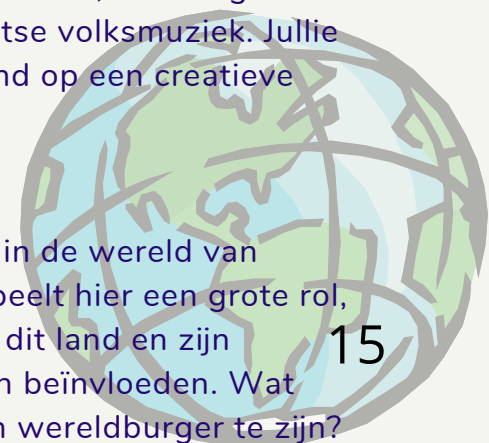 tse volksmuziek. Jullie
nd op een creatieve
in de wereld van
peelt hier een grote rol,
dit land en zijn
n beïnvloeden. Wat
n wereldburger te zijn?
15